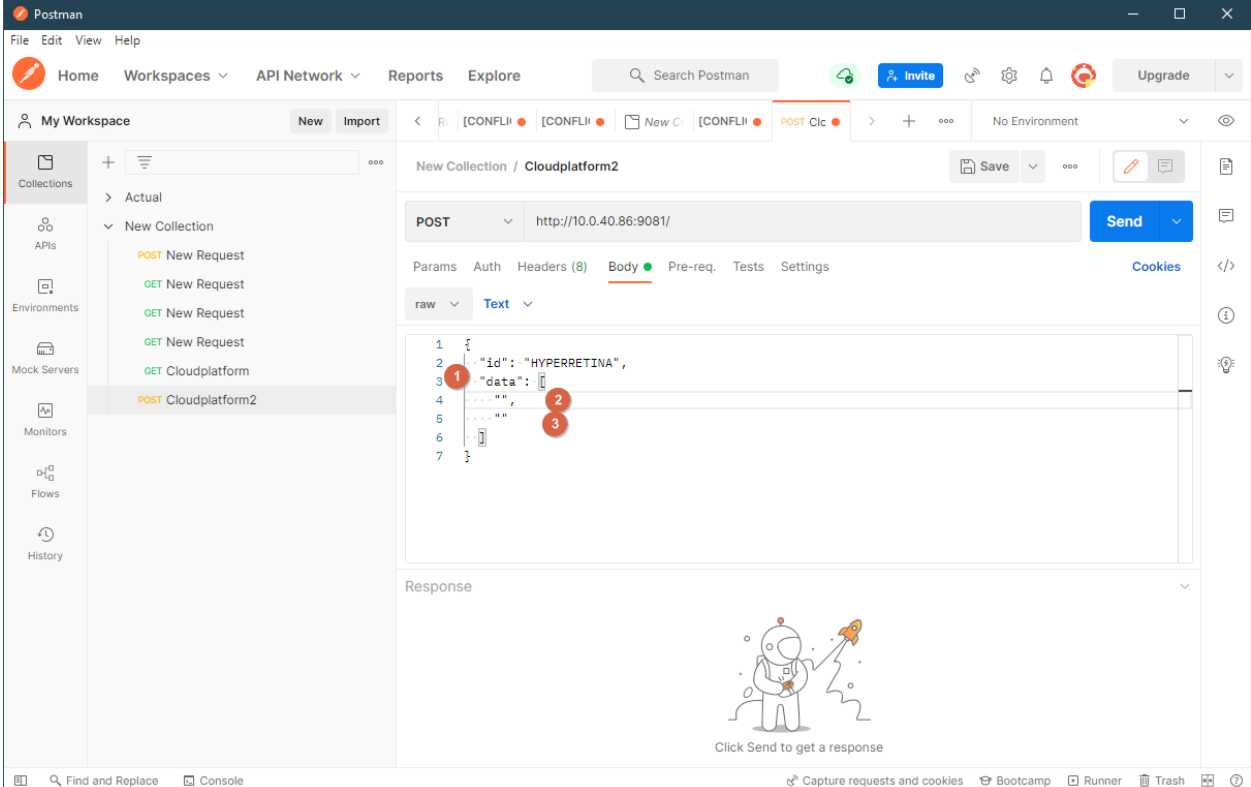 Postman
File Edit View Help
Home Workspaces API Network Reports Explore Search Postman Invite Upgrade
My Workspace New Import [CONFLI [CONFLI New C [CONFLI POST Clc No Environment
Collections
APIs
Environments
Mock Servers
Monitors
Flows
History
Actual
New Collection
POST New Request
GET New Request
GET New Request
GET New Request
GET Cloudplatform
POST Cloudplatform2
New Collection / Cloudplatform2 Save
POST http://10.0.40.86:9081/ Send
Params Auth Headers (8) Body Pre-req. Tests Settings Cookies
raw Text
1 {
2 "id": "HYPERRETINA",
1
3 "data": [
4 "", 2
5 "" 3
6 ]
7 }
Response
Click Send to get a response
Find and Replace Console Capture requests and cookies Bootcamp Runner Trash